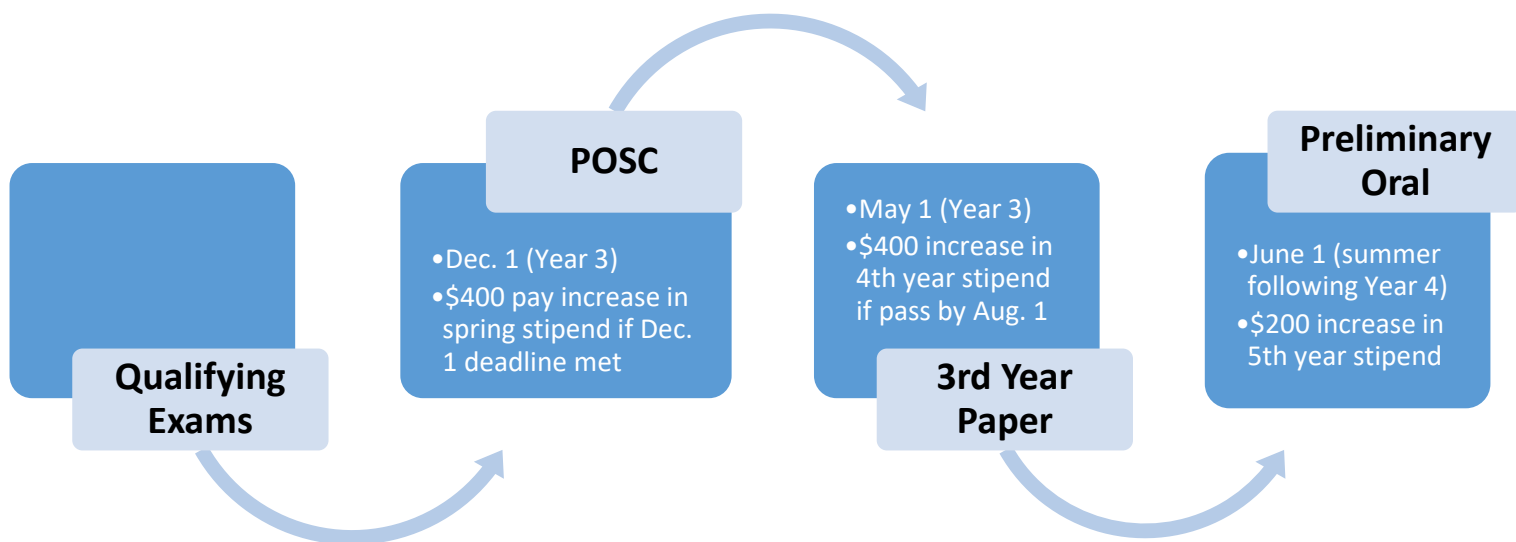 Qualifying
Exams
POSC
•Dec. 1 (Year 3)
•$400 pay increase in
spring stipend if Dec.
1 deadline met
•May 1 (Year 3)
•$400 increase in
4th year stipend
if pass by Aug. 1
3rd Year
Paper
Preliminary
Oral
•June 1 (summer
following Year 4)
•$200 increase in
5th year stipend